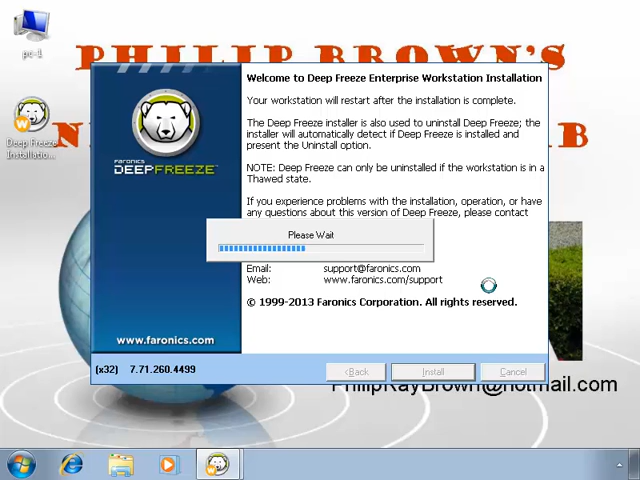 PHILIP BROWN'S
pc-1
Deep Freeze
Installation...
Welcome to Deep Freeze Enterprise Workstation Installation
Your workstation will restart after the installation is complete.
The Deep Freeze installer is also used to uninstall Deep Freeze; the
installer will automatically detect if Deep Freeze is installed and
present the Uninstall option.
NOTE: Deep Freeze can only be uninstalled if the workstation is in a
Thawed state.
If you experience problems with the installation, operation, or have
any questions about this version of Deep Freeze, please contact
FARONICS
DEEPFREEZE™
Please Wait
Email: support@faronics.com
Web: www.faronics.com/support
© 1999-2013 Faronics Corporation. All rights reserved.
www.faronics.com
(x32) 7.71.260.4499
<Back
Install
Cancel
PhilipRayBrown@hotmail.com